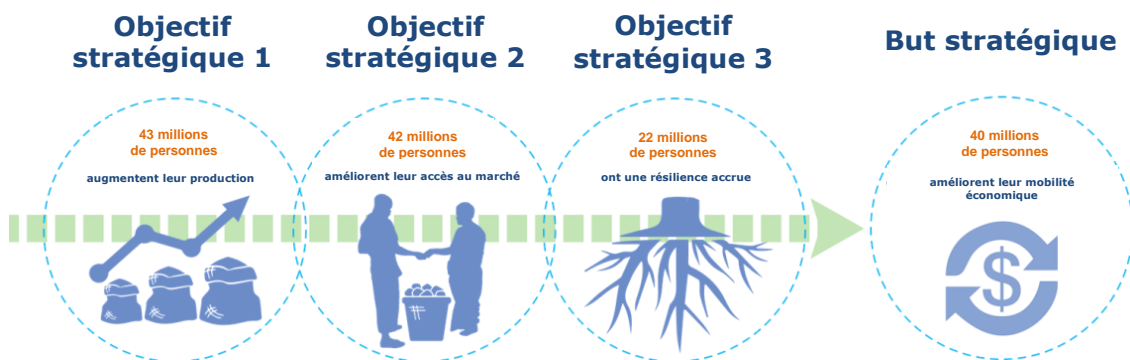 Objectif
stratégique 1
43 millions
de personnes
augmentent leur production
Objectif
stratégique 2
42 millions
de personnes
améliorent leur accès au marché
Objectif
stratégique 3
22 millions
de personnes
ont une résilience accrue
But stratégique
40 millions
de personnes
améliorent leur mobilité
économique
$